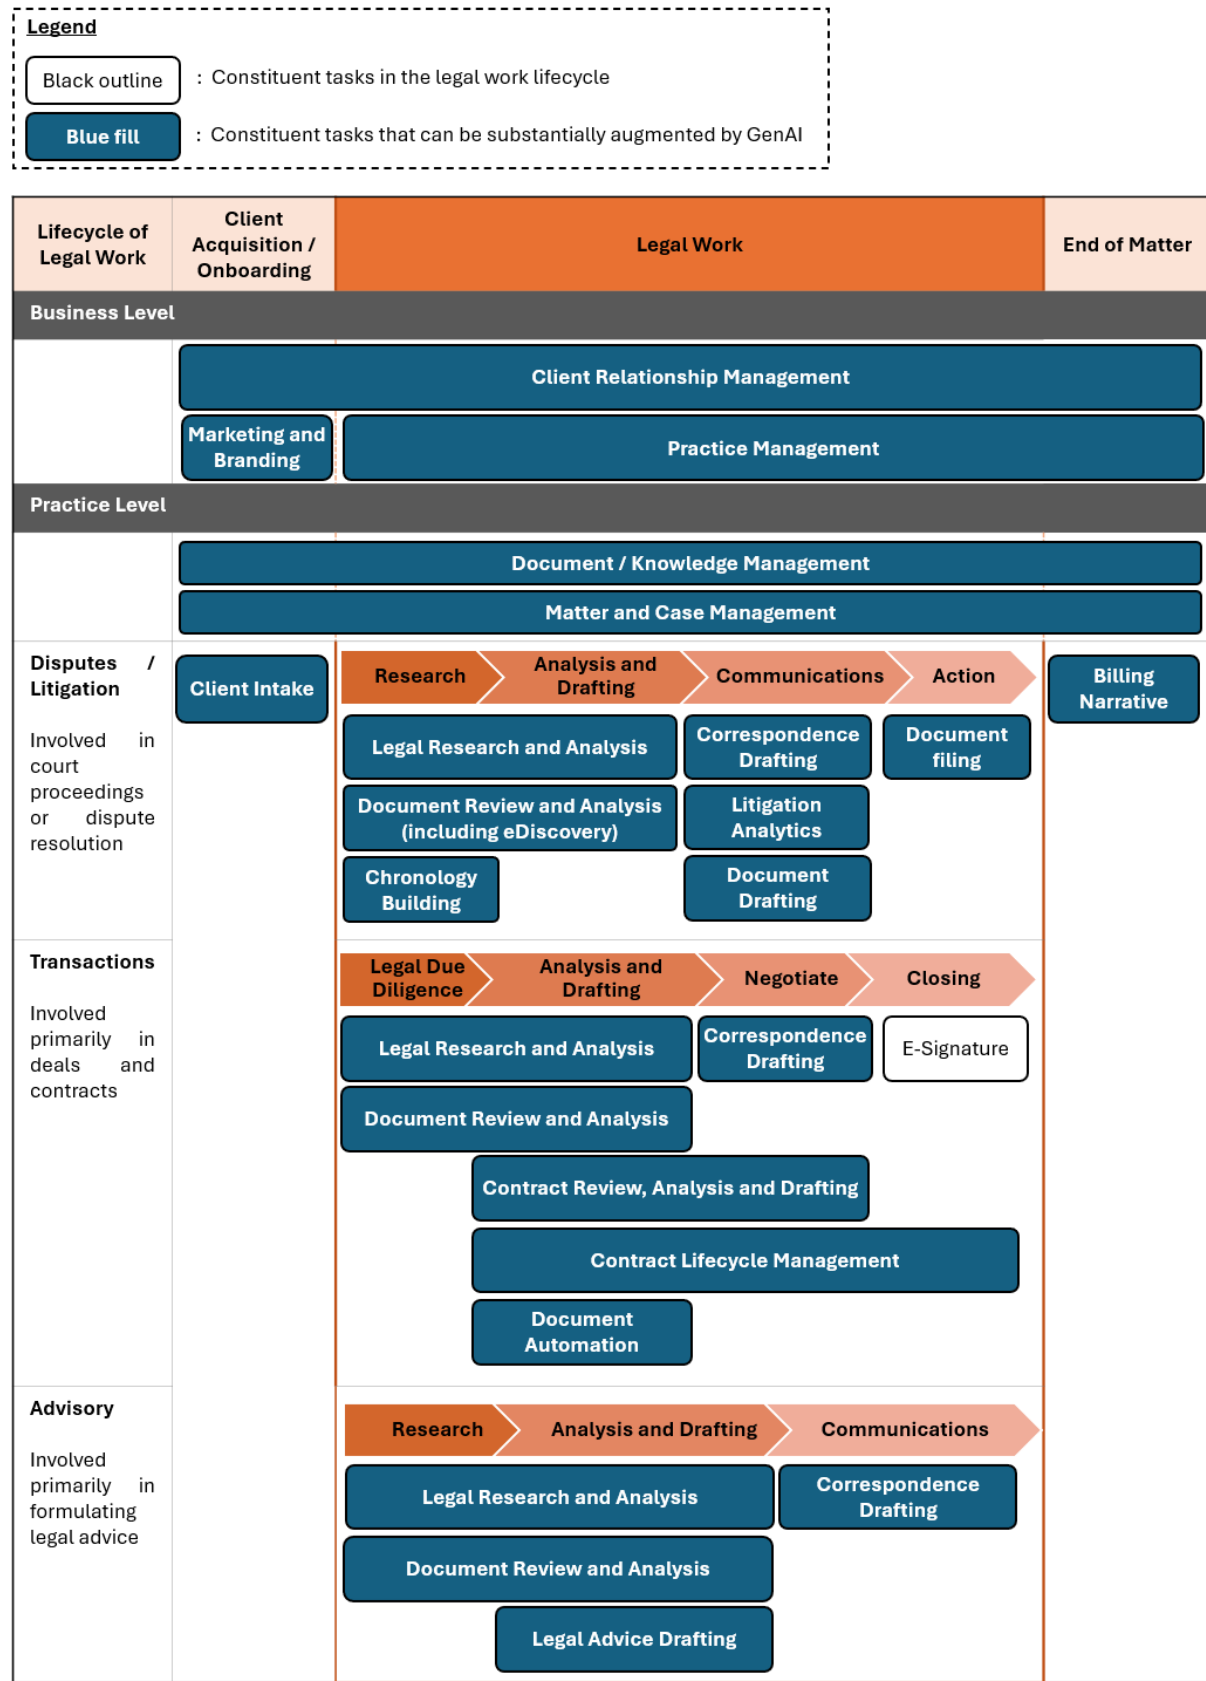 Legend
Black outline : Constituent tasks in the legal work lifecycle
Blue fill : Constituent tasks that can be substantially augmented by GenAI
Lifecycle of
Legal Work
Client
Acquisition /
Onboarding
Legal Work
End of Matter
Business Level
Client Relationship Management
Marketing and
Branding
Practice Management
Practice Level
Document / Knowledge Management
Matter and Case Management
Disputes /
Litigation
Involved in
court
proceedings
or dispute
resolution
Client Intake
Research
Analysis and
Drafting
Communications
Action
Legal Research and Analysis
Correspondence
Drafting
Document
filing
Document Review and Analysis
(including eDiscovery)
Litigation
Analytics
Chronology
Building
Document
Drafting
Billing
Narrative
Transactions
Involved
primarily in
deals and
contracts
Legal Due
Diligence
Analysis and
Drafting
Negotiate
Closing
Legal Research and Analysis
Correspondence
Drafting
E-Signature
Document Review and Analysis
Contract Review, Analysis and Drafting
Contract Lifecycle Management
Document
Automation
Advisory
Involved
primarily in
formulating
legal advice
Research
Analysis and Drafting
Communications
Legal Research and Analysis
Correspondence
Drafting
Document Review and Analysis
Legal Advice Drafting